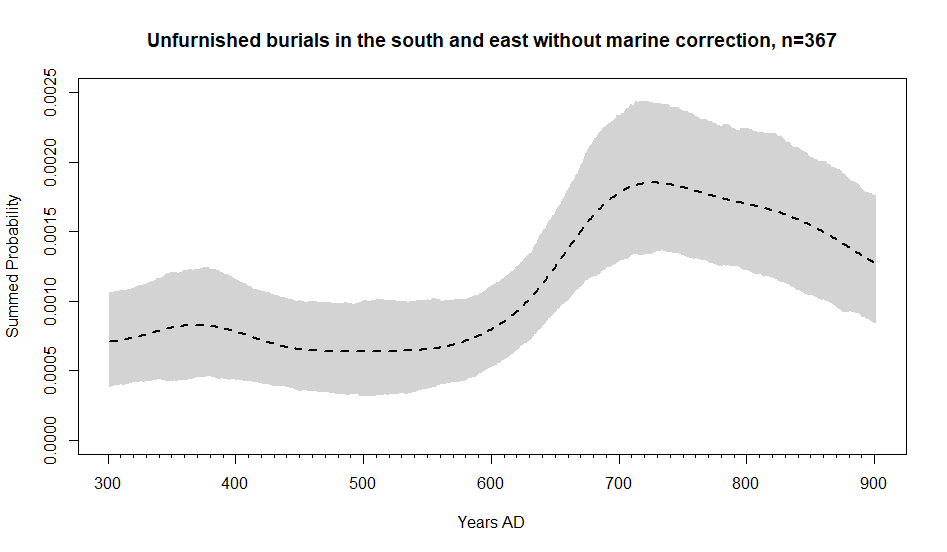 Unfurnished burials in the south and east without marine correction, n=367
Summed Probability
0.0025
0.0020
0.0015
0.0010
0.0005
0.0000
300 400 500 600 700 800 900
Years AD